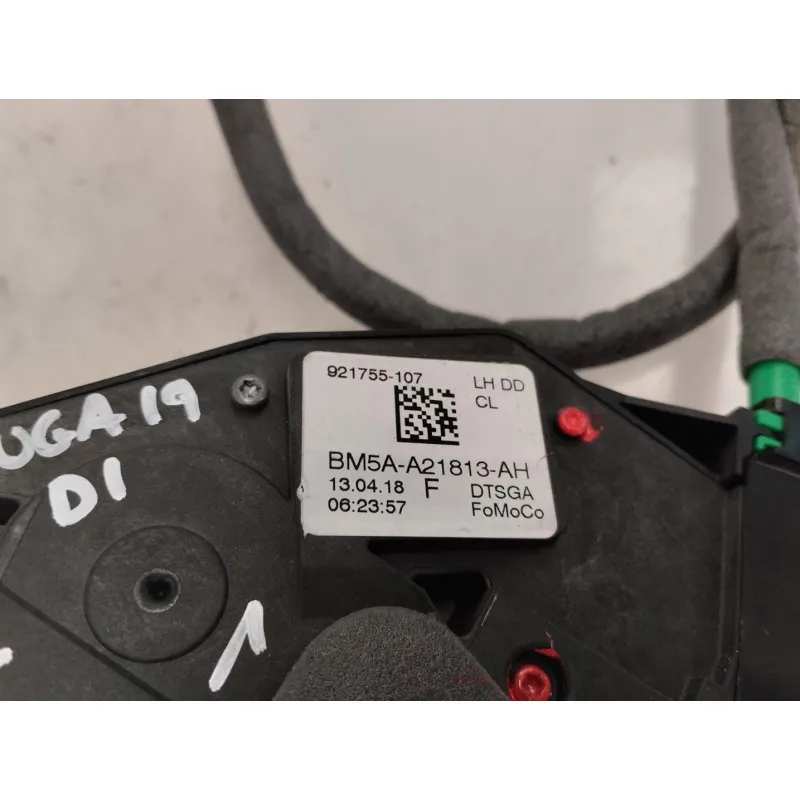 921755-107 LH DD
CL
BM5A-A21813-AH
13.04.18 F DTSGA
06:23:57 FoMoCo
UGA 19
D1
1